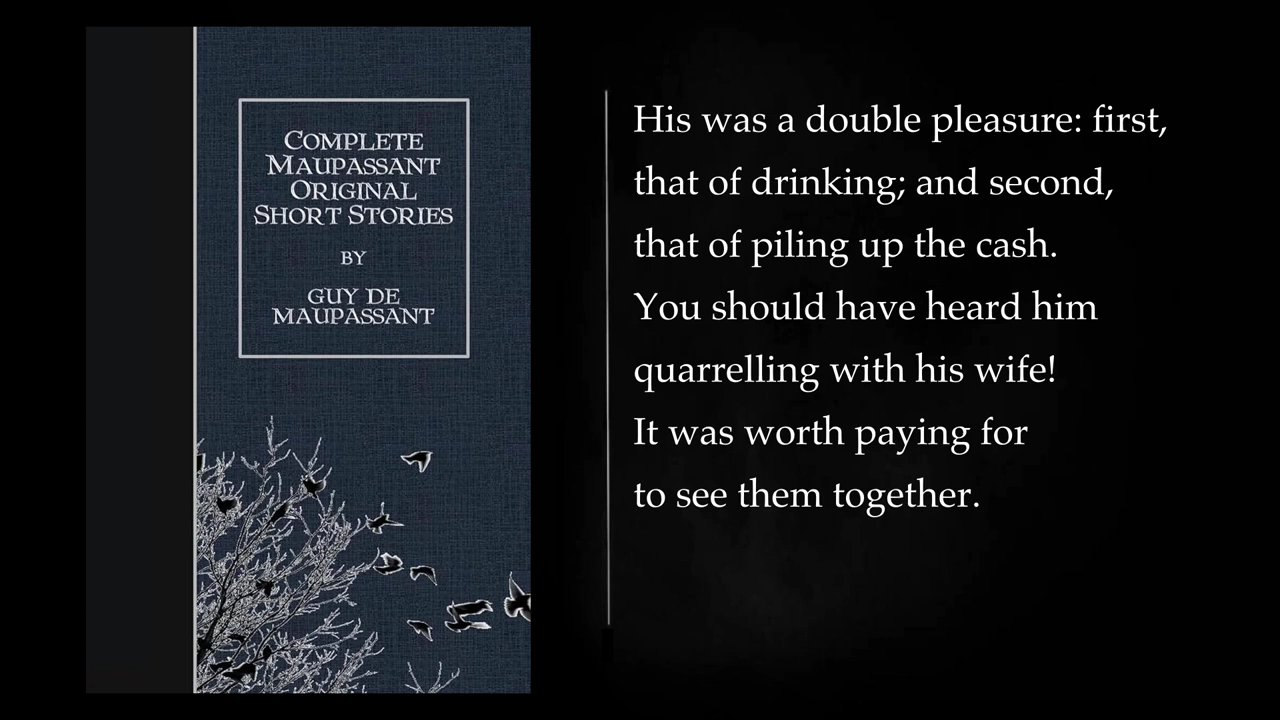 COMPLETE
MAUPASSANT
ORIGINAL
SHORT STORIES
BY
GUY DE
MAUPASSANT
His was a double pleasure: first,
that of drinking; and second,
that of piling up the cash.
You should have heard him
quarrelling with his wife!
It was worth paying for
to see them together.